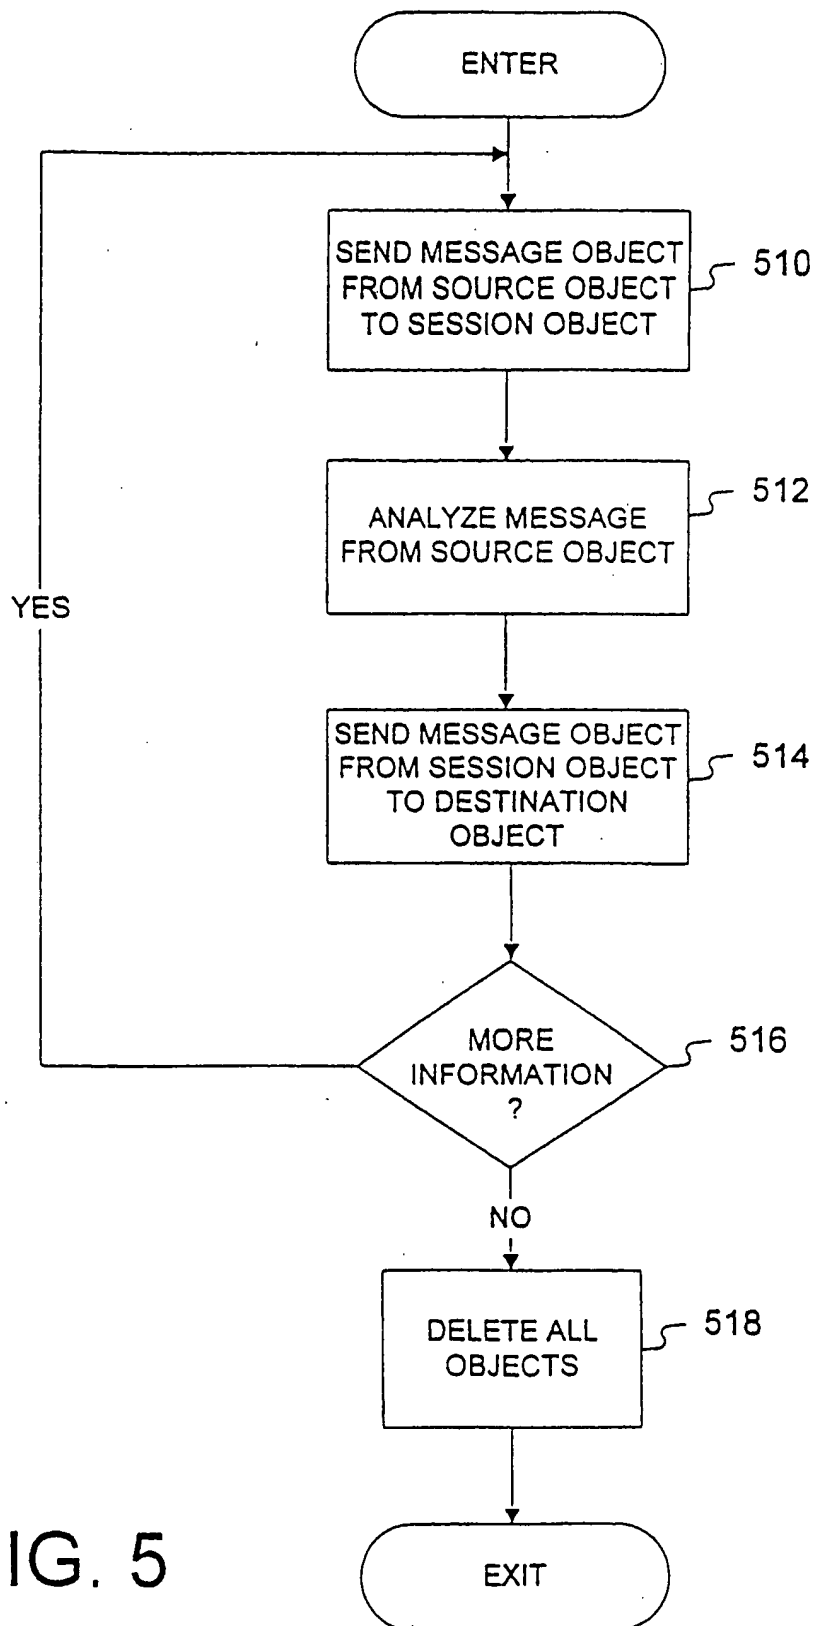 ENTER
SEND MESSAGE OBJECT
FROM SOURCE OBJECT
TO SESSION OBJECT
510
ANALYZE MESSAGE
FROM SOURCE OBJECT
512
YES
SEND MESSAGE OBJECT
FROM SESSION OBJECT
TO DESTINATION
OBJECT
514
MORE
INFORMATION
?
516
NO
DELETE ALL
OBJECTS
518
EXIT
IG. 5